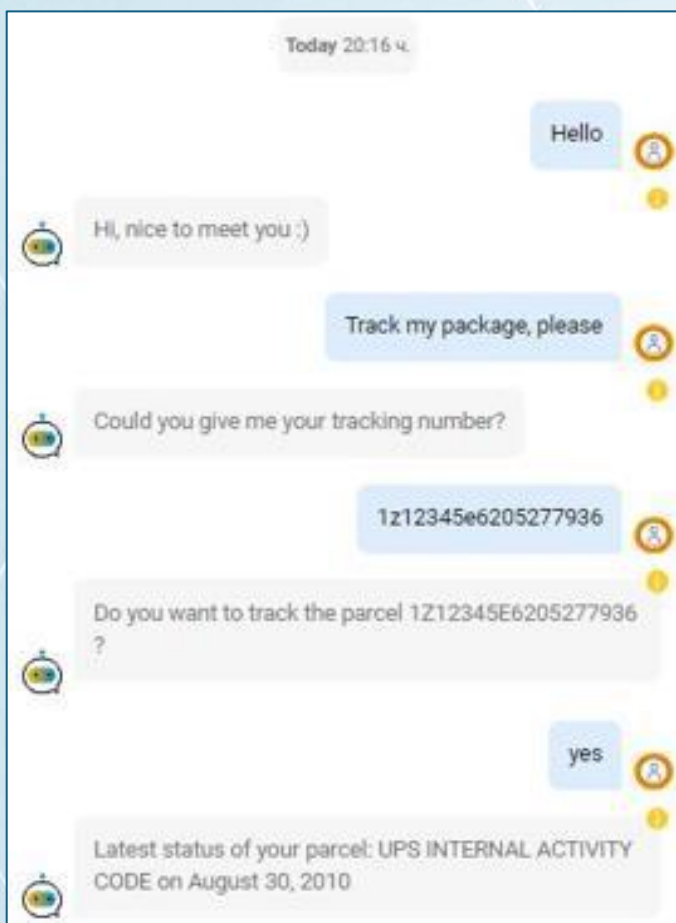 Today 20:16 ч.
Hello
Hi, nice to meet you :)
Track my package, please
Could you give me your tracking number?
1z12345e6205277936
Do you want to track the parcel 1Z12345E6205277936
?
yes
Latest status of your parcel: UPS INTERNAL ACTIVITY
CODE on August 30, 2010